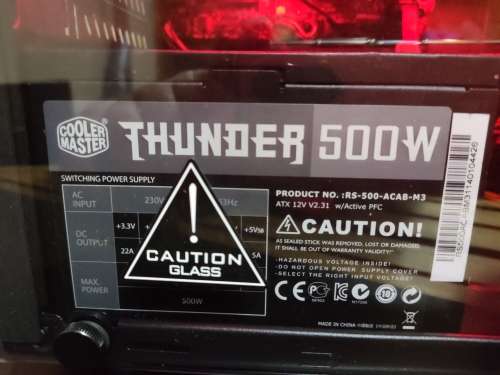 COOLER
MASTER
THUNDER 500W
SWITCHING POWER SUPPLY
PRODUCT NO. :RS-500-ACAB-M3
ATX 12V V2.31 w/Active PFC
AC
INPUT
230V
DC
OUTPUT
+3.3V
22A
MAX.
POWER
500W
CAUTION
GLASS
CAUTION!
AS SEALED STICK WAS REMOVED, LOST OR DAMAGED,
IT SHALL BE OUT OF WARRANTY VALIDITY!
-HAZARDOUS VOLTAGE INSIDE!
-DO NOT OPEN POWER SUPPLY COVER
-SELECT THE RIGHT INPUT VOLTAGE!
MADE IN CHINA